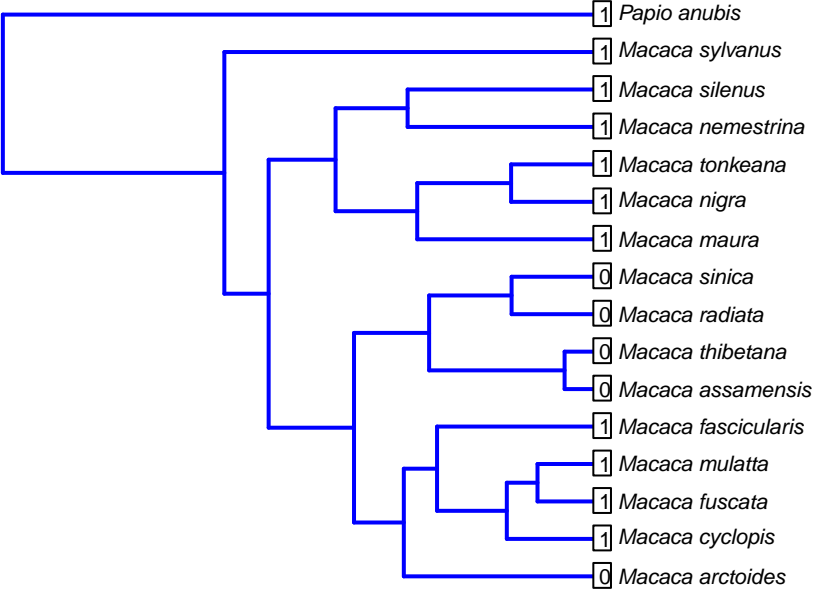 1 Papio anubis
1 Macaca sylvanus
1 Macaca silenus
1 Macaca nemestrina
1 Macaca tonkeana
1 Macaca nigra
1 Macaca maura
0 Macaca sinica
0 Macaca radiata
0 Macaca thibetana
0 Macaca assamensis
1 Macaca fascicularis
1 Macaca mulatta
1 Macaca fuscata
1 Macaca cyclopis
0 Macaca arctoides